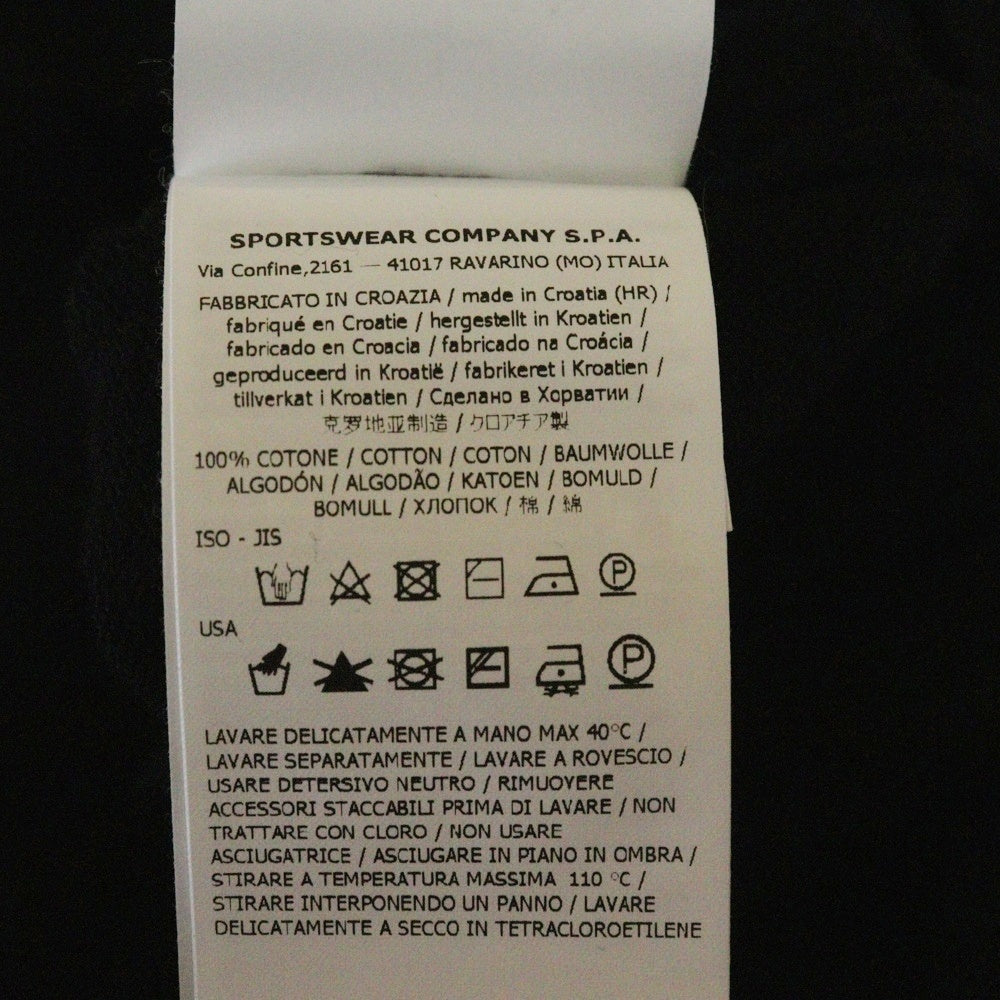 SPORTSWEAR COMPANY S.P.A.
Via Confine,2161 — 41017 RAVARINO (MO) ITALIA
FABBRICATO IN CROAZIA / made in Croatia (HR) /
fabriqué en Croatie / hergestellt in Kroatien /
fabricado en Croacia / fabricado na Croácia /
geproduceerd in Kroatië / fabrikeret i Kroatien /
tillverkat i Kroatien / Сделано в Хорватии /
克罗地亚制造 / クロアチア製
100% COTONE / COTTON / COTON / BAUMWOLLE /
ALGODÓN / ALGODÃO / KATOEN / BOMULD /
BOMULL / ХЛОПОК / 棉 / 綿
ISO - JIS
P
USA
P
LAVARE DELICATAMENTE A MANO MAX 40°C /
LAVARE SEPARATAMENTE / LAVARE A ROVESCIO /
USARE DETERSIVO NEUTRO / RIMUOVERE
ACCESSORI STACCABILI PRIMA DI LAVARE / NON
TRATTARE CON CLORO / NON USARE
ASCIUGATRICE / ASCIUGARE IN PIANO IN OMBRA /
STIRARE A TEMPERATURA MASSIMA 110 °C /
STIRARE INTERPONENDO UN PANNO / LAVARE
DELICATAMENTE A SECCO IN TETRACLOROETILENE